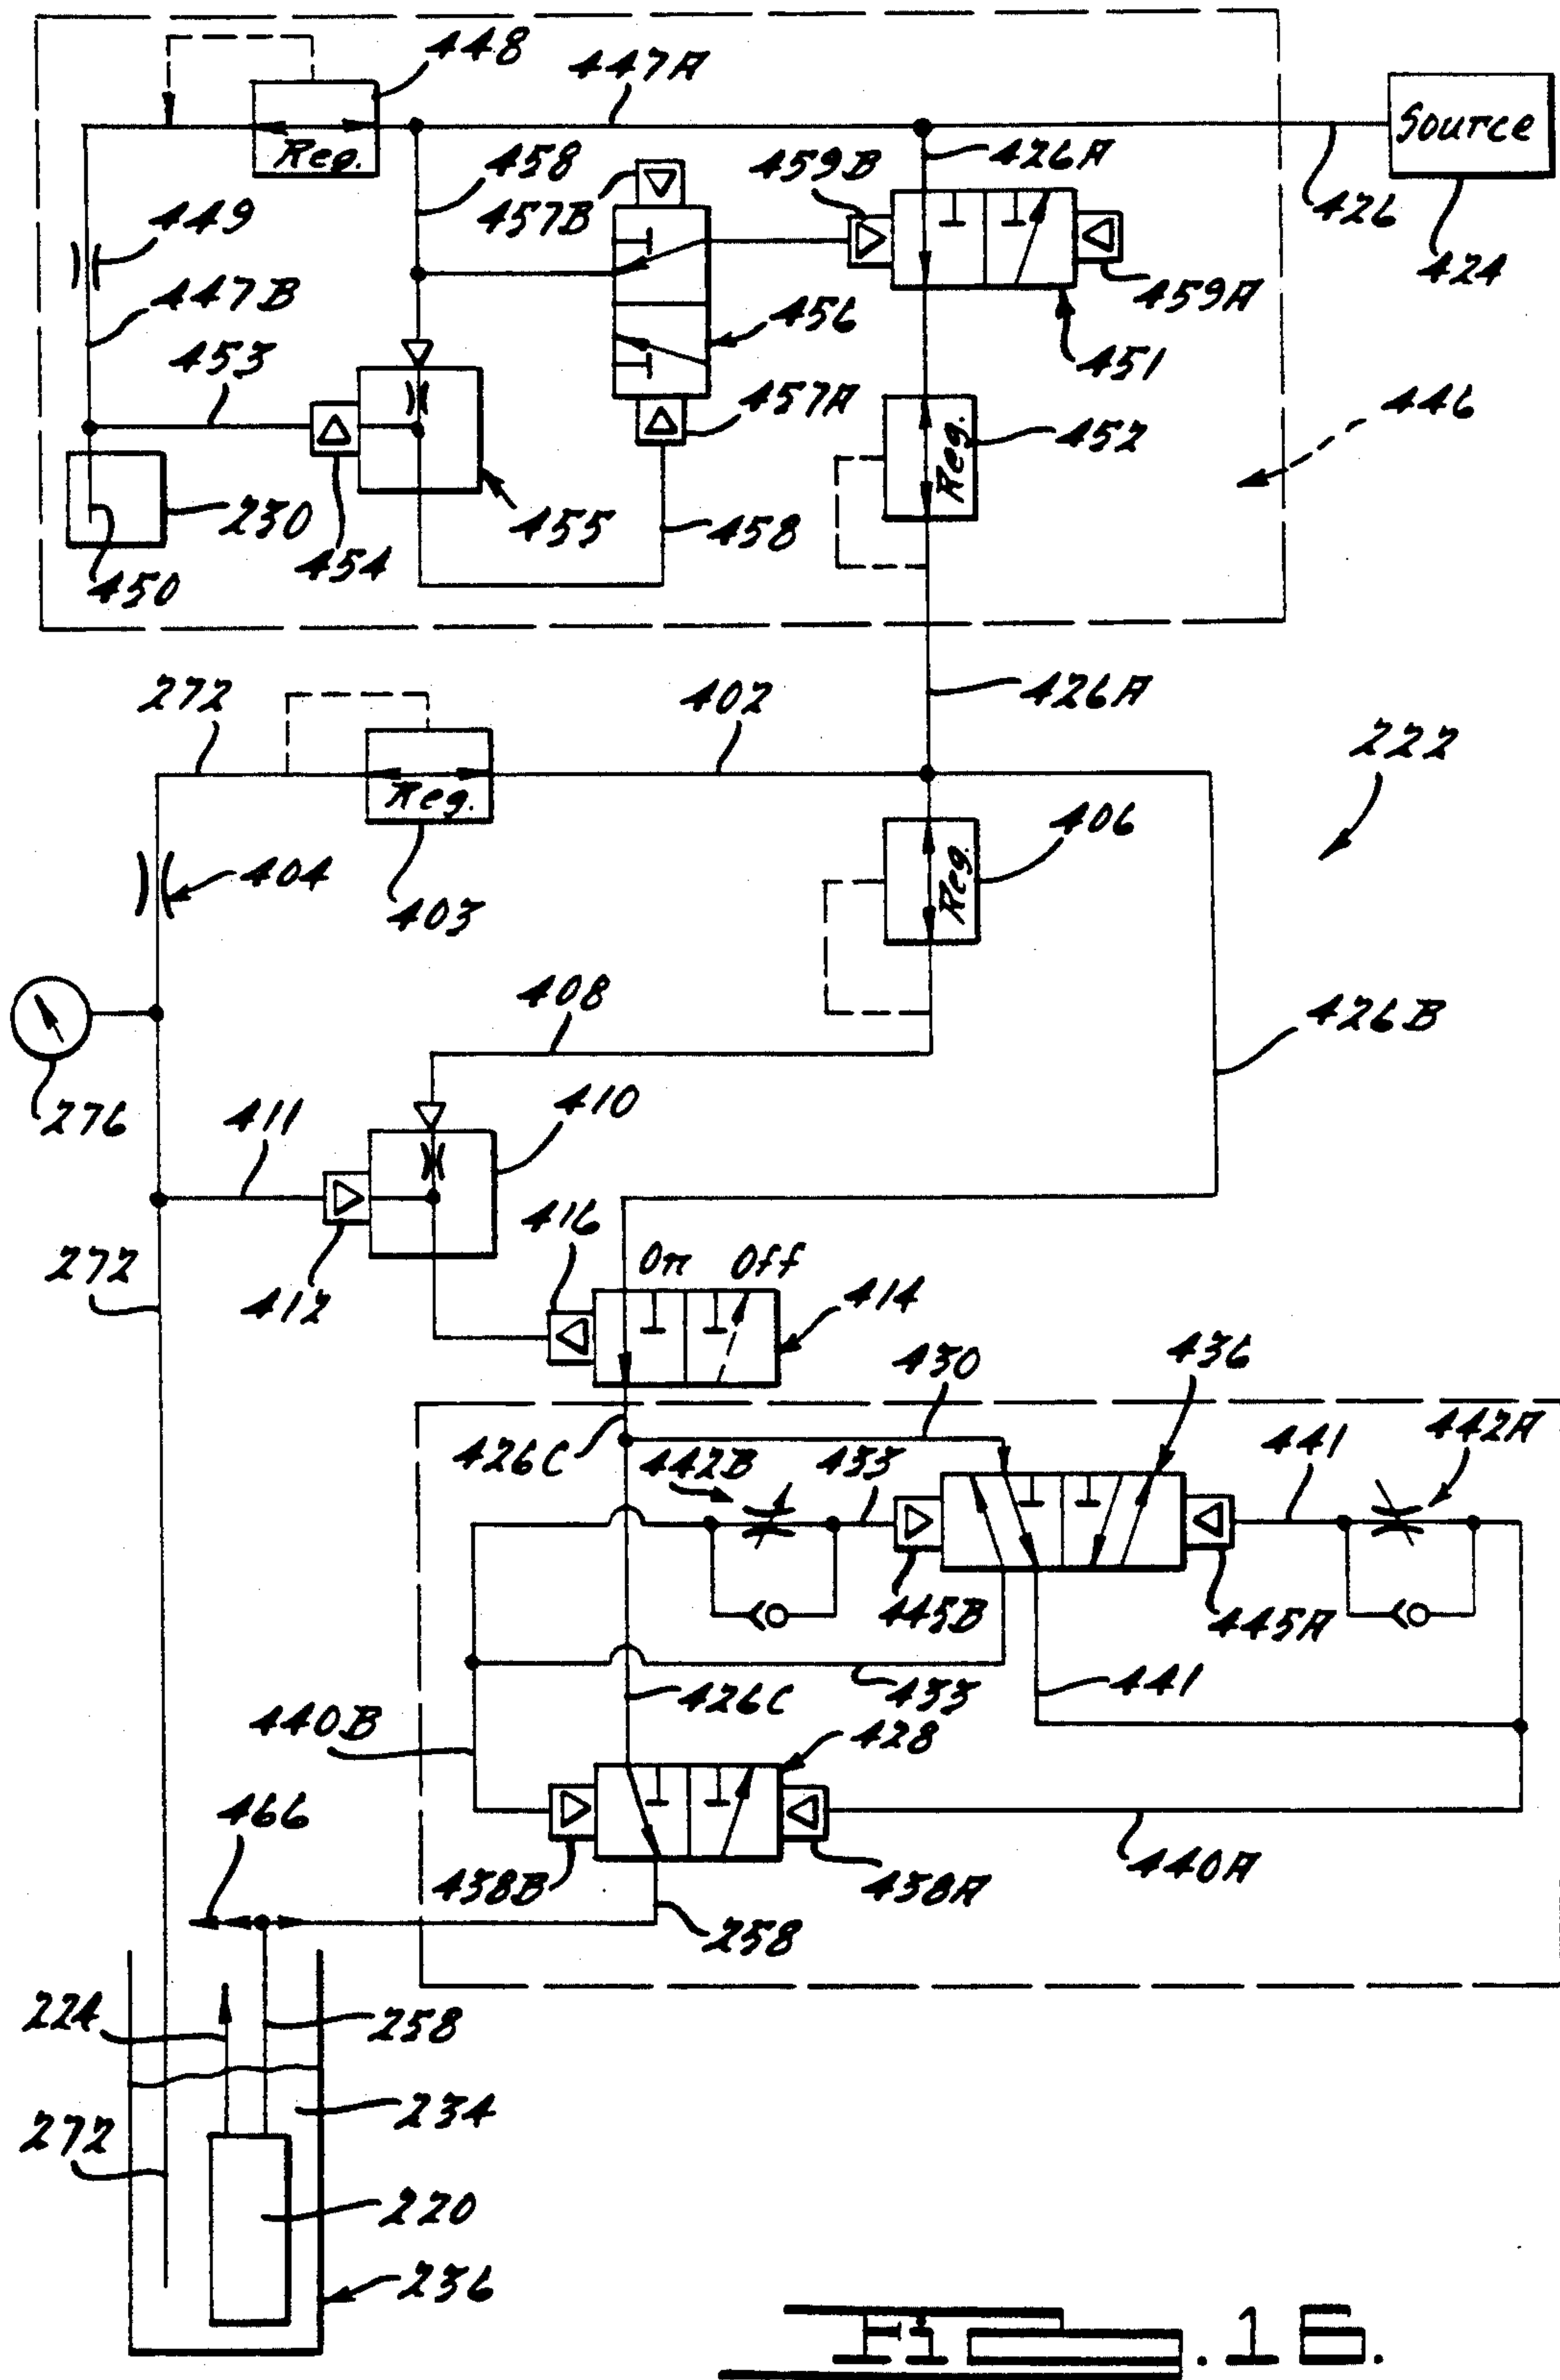 448
447A
Source
Reg.
458
457B
459B
426A
426
424
449
447B
456
459A
451
453
457A
446
Reg.
452
230
455
458
454
450
426A
272
402
222
Reg.
406
404
403
Reg.
408
426B
276
411
410
416
On Off
272
412
414
430
436
426C
442B
433
441
442A
445B
445A
440B
426C
433
441
428
466
438B
438A
440A
258
224
258
234
272
220
236
Fig. 16.